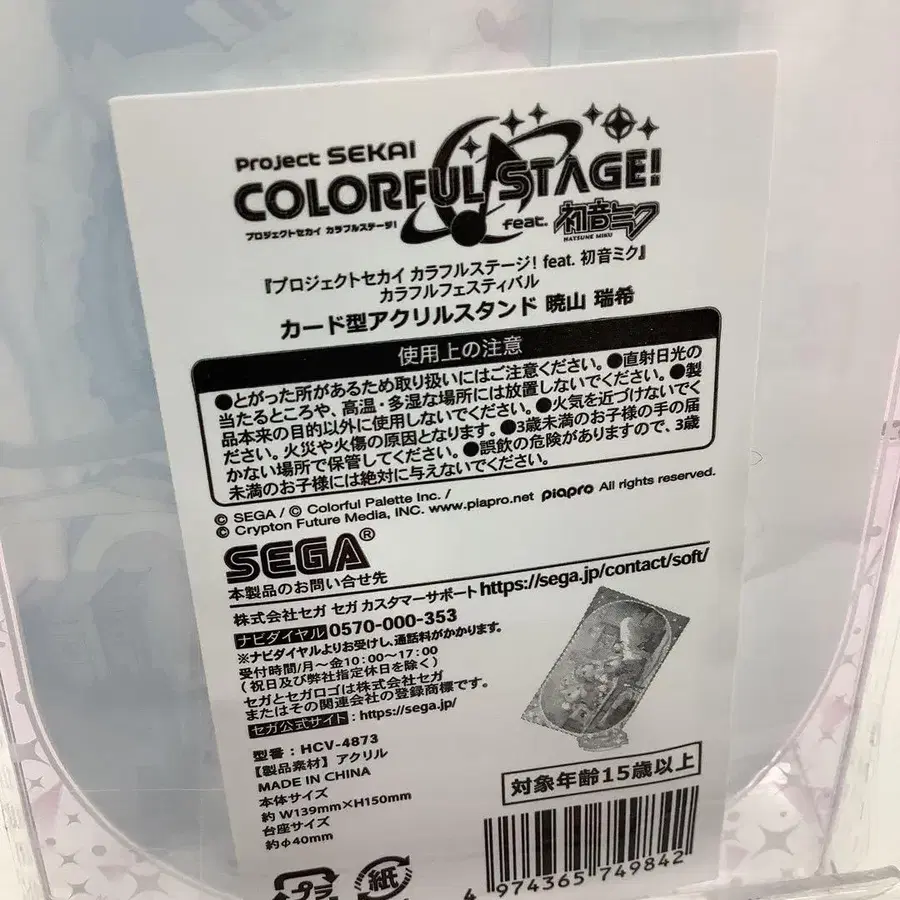 Project SEKAI
COLORFUL STAGE!
プロジェクトセカイ カラフルステージ!
feat. 初音ミク
HATSUNE MIKU
『プロジェクトセカイ カラフルステージ! feat. 初音ミク』
カラフルフェスティバル
カード型アクリルスタンド 暁山 瑞希
使用上の注意
●とがった所があるため取り扱いにはご注意ください。●直射日光の
当たるところや、高温・多湿な場所には放置しないでください。●製
品本来の目的以外に使用しないでください。●火気を近づけないでく
ださい。火災や火傷の原因となります。●3歳未満のお子様の手の届
かない場所で保管してください。●誤飲の危険がありますので、3歳
未満のお子様には絶対に与えないでください。
© SEGA / © Colorful Palette Inc. /
© Crypton Future Media, INC. www.piapro.net piapro All rights reserved.
SEGA®
本製品のお問い合せ先
株式会社セガ セガ カスタマーサポート https://sega.jp/contact/soft/
ナビダイヤル 0570-000-353
※ナビダイヤルよりお受けし、通話料がかかります。
受付時間/月~金10:00~17:00
(祝日及び弊社指定休日を除く)
セガとセガロゴは株式会社セガ
またはその関連会社の登録商標です。
セガ公式サイト:https://sega.jp/
型番:HCV-4873
【製品素材】アクリル
MADE IN CHINA
本体サイズ
約 W139mm×H150mm
台座サイズ
約φ40mm
対象年齢15歳以上
プラ
紙
4 974365 749842